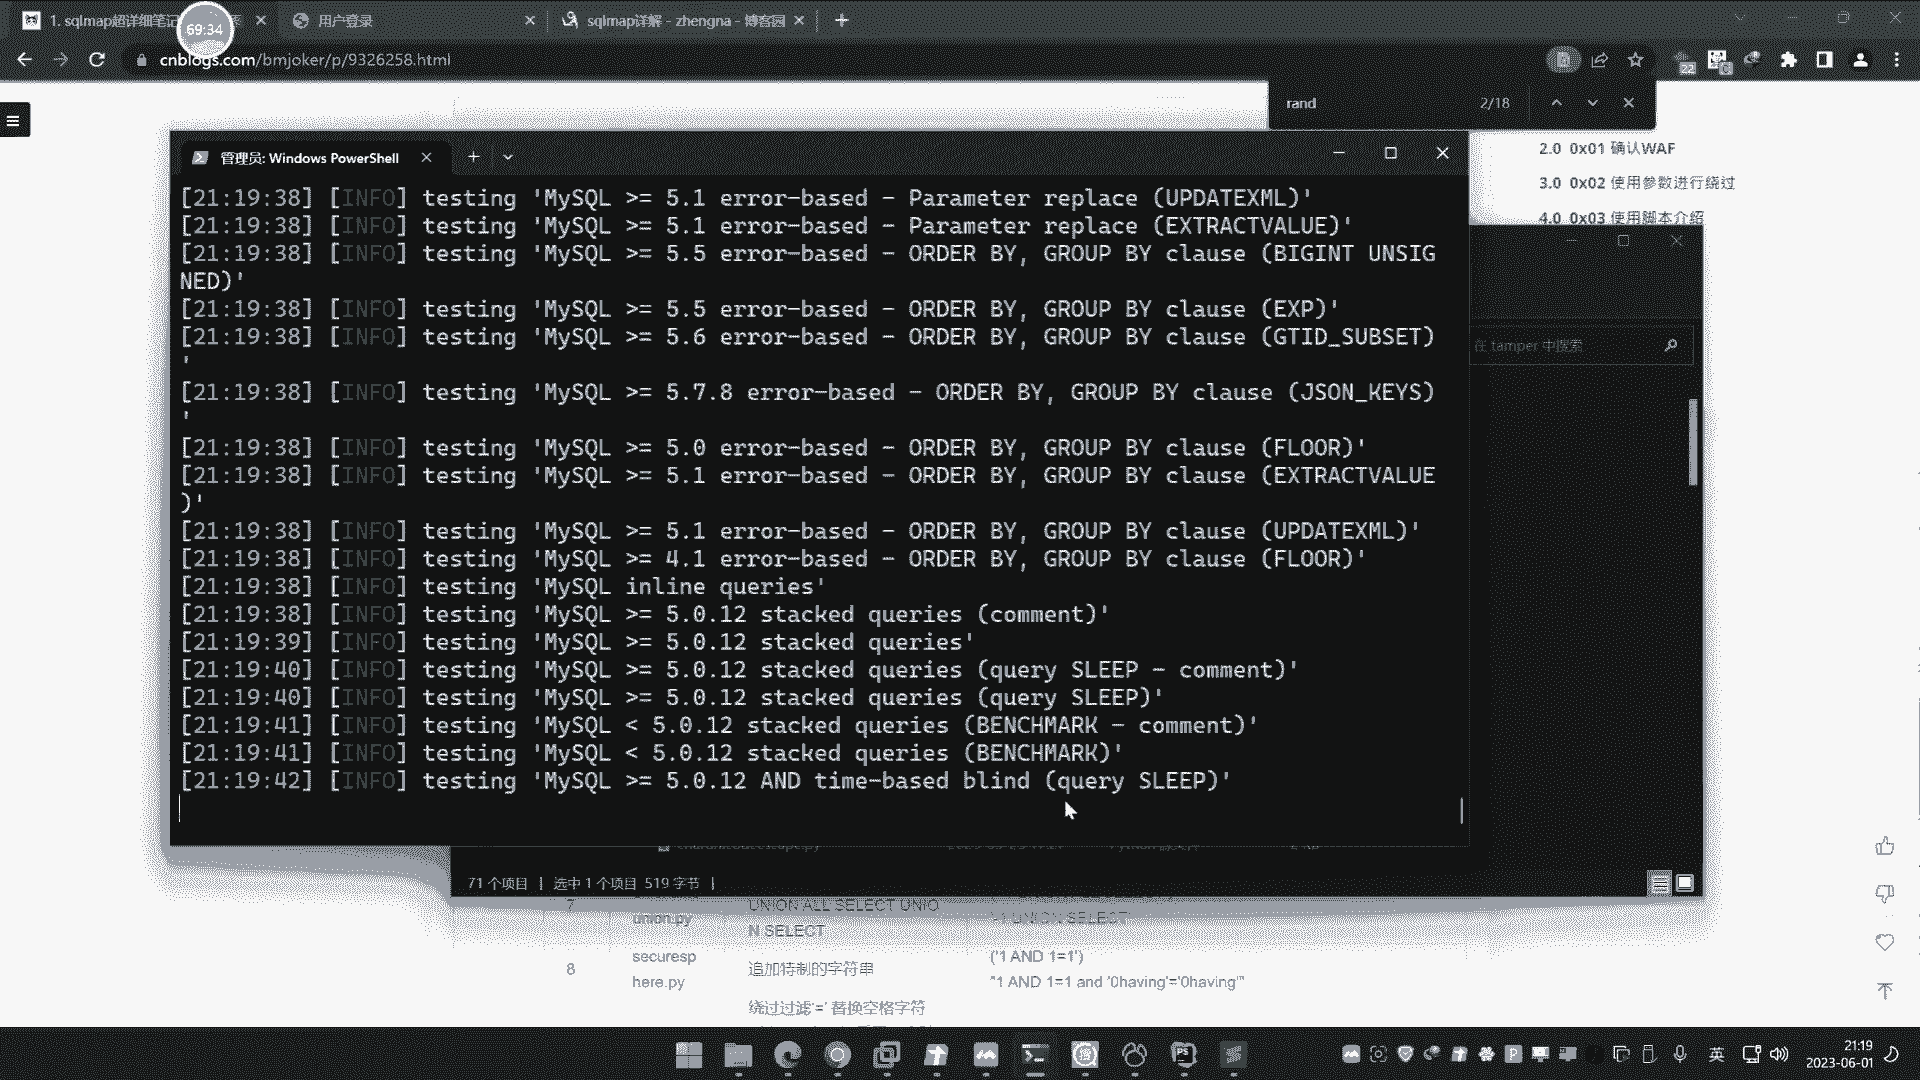 1. sqlmap超详细笔记
69:34
用户登录
sqlmap详解 - zhengna - 博客园
cnblogs.com/bmjoker/p/9326258.html
22
rand
2/18
2.0 0x01 确认WAF
3.0 0x02 使用参数进行绕过
4.0 0x03 使用脚本介绍
管理员: Windows PowerShell
[21:19:38] [INFO] testing 'MySQL >= 5.1 error-based - Parameter replace (UPDATEXML)'
[21:19:38] [INFO] testing 'MySQL >= 5.1 error-based - Parameter replace (EXTRACTVALUE)'
[21:19:38] [INFO] testing 'MySQL >= 5.5 error-based - ORDER BY, GROUP BY clause (BIGINT UNSIG
NED)'
[21:19:38] [INFO] testing 'MySQL >= 5.5 error-based - ORDER BY, GROUP BY clause (EXP)'
[21:19:38] [INFO] testing 'MySQL >= 5.6 error-based - ORDER BY, GROUP BY clause (GTID_SUBSET)
'
[21:19:38] [INFO] testing 'MySQL >= 5.7.8 error-based - ORDER BY, GROUP BY clause (JSON_KEYS)
'
[21:19:38] [INFO] testing 'MySQL >= 5.0 error-based - ORDER BY, GROUP BY clause (FLOOR)'
[21:19:38] [INFO] testing 'MySQL >= 5.1 error-based - ORDER BY, GROUP BY clause (EXTRACTVALUE
)'
[21:19:38] [INFO] testing 'MySQL >= 5.1 error-based - ORDER BY, GROUP BY clause (UPDATEXML)'
[21:19:38] [INFO] testing 'MySQL >= 4.1 error-based - ORDER BY, GROUP BY clause (FLOOR)'
[21:19:38] [INFO] testing 'MySQL inline queries'
[21:19:38] [INFO] testing 'MySQL >= 5.0.12 stacked queries (comment)'
[21:19:39] [INFO] testing 'MySQL >= 5.0.12 stacked queries'
[21:19:40] [INFO] testing 'MySQL >= 5.0.12 stacked queries (query SLEEP - comment)'
[21:19:40] [INFO] testing 'MySQL >= 5.0.12 stacked queries (query SLEEP)'
[21:19:41] [INFO] testing 'MySQL < 5.0.12 stacked queries (BENCHMARK - comment)'
[21:19:41] [INFO] testing 'MySQL < 5.0.12 stacked queries (BENCHMARK)'
[21:19:42] [INFO] testing 'MySQL >= 5.0.12 AND time-based blind (query SLEEP)'
在 tamper 中搜索
71 个项目 | 选中 1 个项目 519 字节 |
7
union.py
UNION ALL SELECT UNIO
N SELECT
-1 UNION SELECT
8
securesp
here.py
追加特制的字符串
('1 AND 1=1')
"1 AND 1=1 and '0having'='0having'"
绕过过滤'=' 替换空格字符
英
21:19
2023-06-01